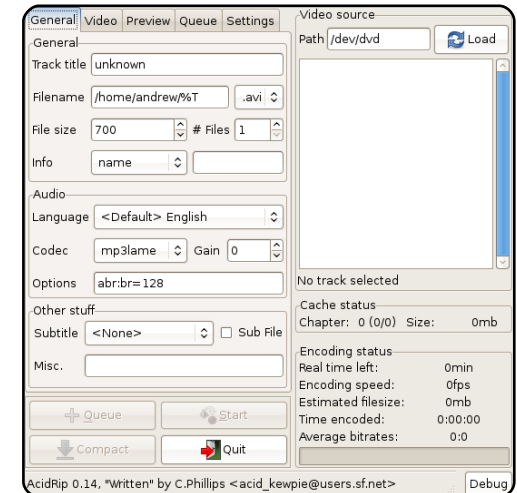 General Video Preview Queue Settings
General
Track title unknown
Filename /home/andrew/%T .avi
File size 700 # Files 1
Info name
Audio
Language <Default> English
Codec mp3lame Gain 0
Options abr:br=128
Other stuff
Subtitle <None> Sub File
Misc.
Queue Start
Compact Quit
Video source
Path /dev/dvd Load
No track selected
Cache status
Chapter: 0 (0/0) Size: 0mb
Encoding status
Real time left: 0min
Encoding speed: 0fps
Estimated filesize: 0mb
Time encoded: 0:00:00
Average bitrates: 0:0
AcidRip 0.14, "Written" by C.Phillips <acid_kewpie@users.sf.net> Debug